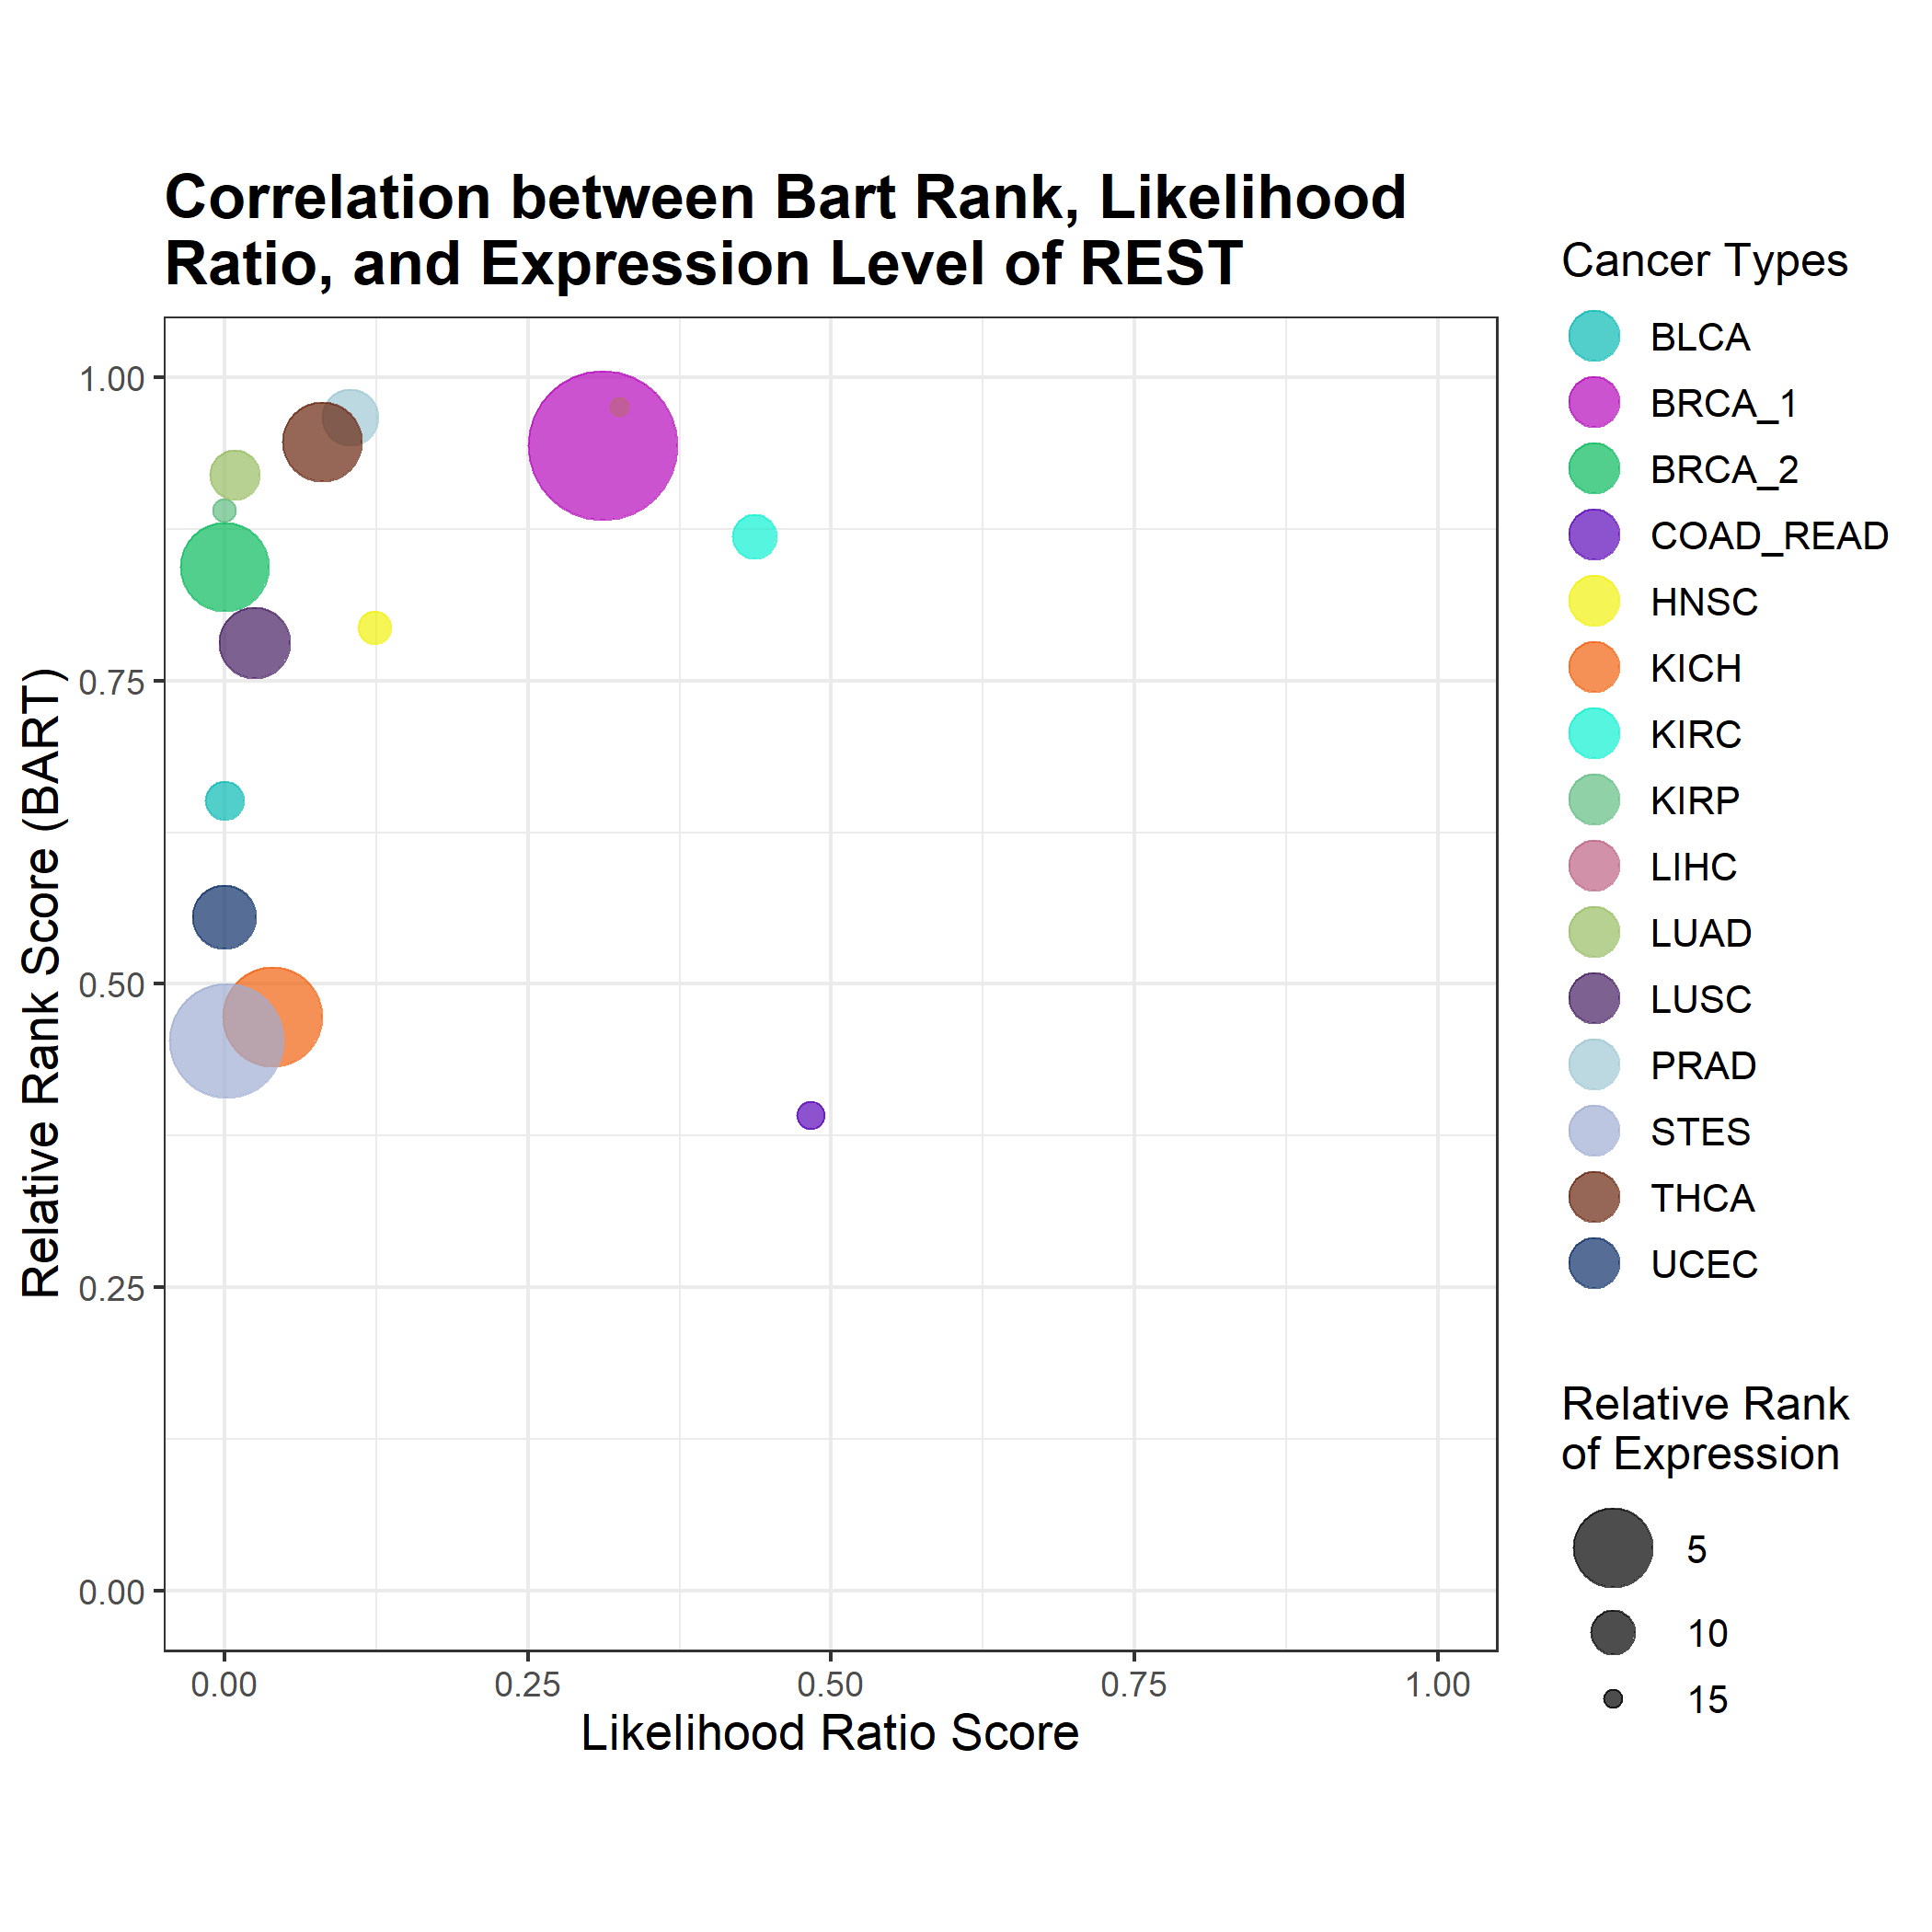 Correlation between Bart Rank, Likelihood
Ratio, and Expression Level of REST
Relative Rank Score (BART)
1.00
0.75
0.50
0.25
0.00
0.00 0.25 0.50 0.75 1.00
Likelihood Ratio Score
Cancer Types
BLCA
BRCA_1
BRCA_2
COAD_READ
HNSC
KICH
KIRC
KIRP
LIHC
LUAD
LUSC
PRAD
STES
THCA
UCEC
Relative Rank
of Expression
5
10
15